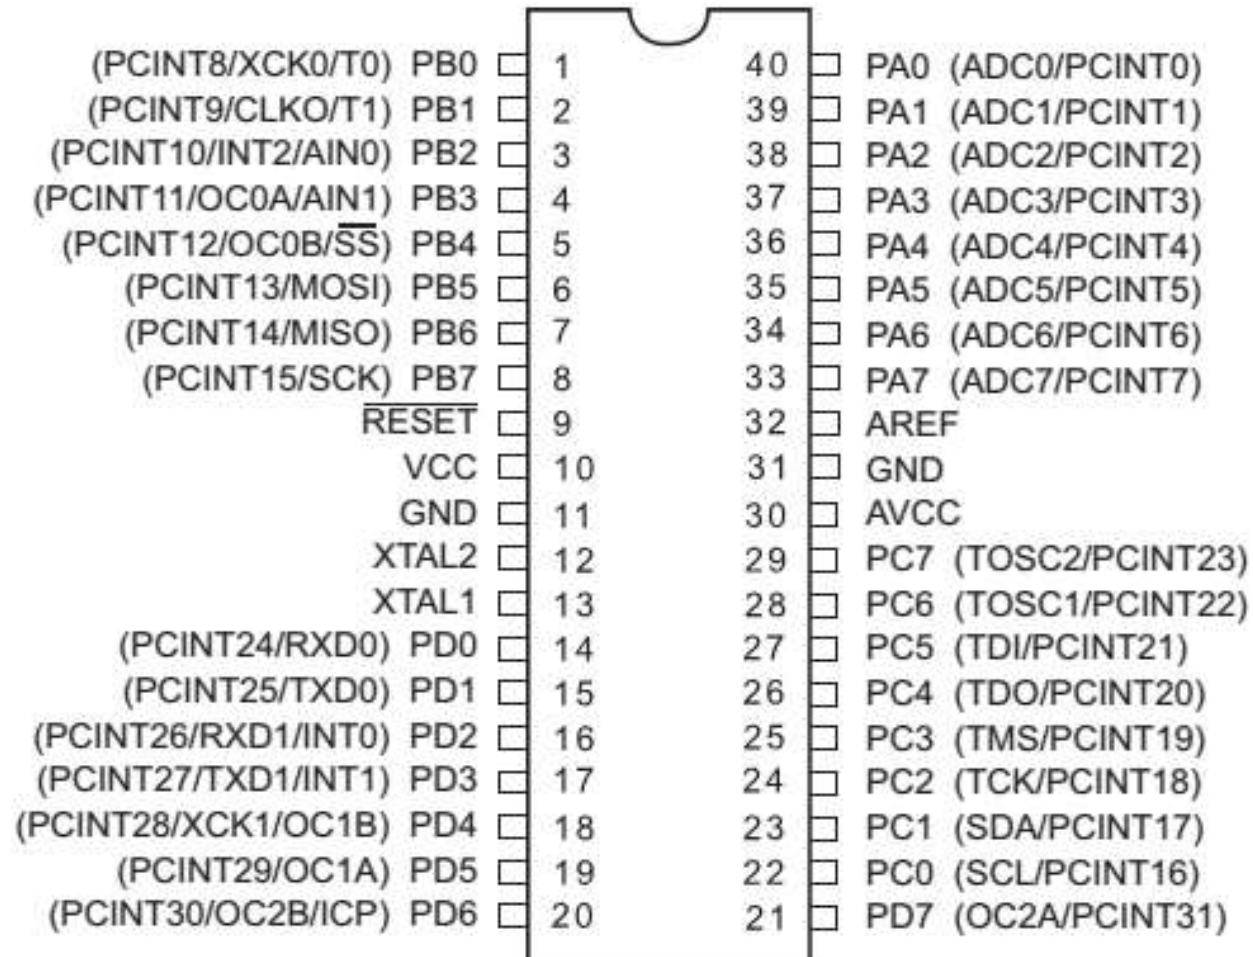 (PCINT8/XCK0/T0) PB0 1 40 PA0 (ADC0/PCINT0)
(PCINT9/CLKO/T1) PB1 2 39 PA1 (ADC1/PCINT1)
(PCINT10/INT2/AIN0) PB2 3 38 PA2 (ADC2/PCINT2)
(PCINT11/OC0A/AIN1) PB3 4 37 PA3 (ADC3/PCINT3)
(PCINT12/OC0B/S̅S̅) PB4 5 36 PA4 (ADC4/PCINT4)
(PCINT13/MOSI) PB5 6 35 PA5 (ADC5/PCINT5)
(PCINT14/MISO) PB6 7 34 PA6 (ADC6/PCINT6)
(PCINT15/SCK) PB7 8 33 PA7 (ADC7/PCINT7)
R̅E̅S̅E̅T̅ 9 32 AREF
VCC 10 31 GND
GND 11 30 AVCC
XTAL2 12 29 PC7 (TOSC2/PCINT23)
XTAL1 13 28 PC6 (TOSC1/PCINT22)
(PCINT24/RXD0) PD0 14 27 PC5 (TDI/PCINT21)
(PCINT25/TXD0) PD1 15 26 PC4 (TDO/PCINT20)
(PCINT26/RXD1/INT0) PD2 16 25 PC3 (TMS/PCINT19)
(PCINT27/TXD1/INT1) PD3 17 24 PC2 (TCK/PCINT18)
(PCINT28/XCK1/OC1B) PD4 18 23 PC1 (SDA/PCINT17)
(PCINT29/OC1A) PD5 19 22 PC0 (SCL/PCINT16)
(PCINT30/OC2B/ICP) PD6 20 21 PD7 (OC2A/PCINT31)